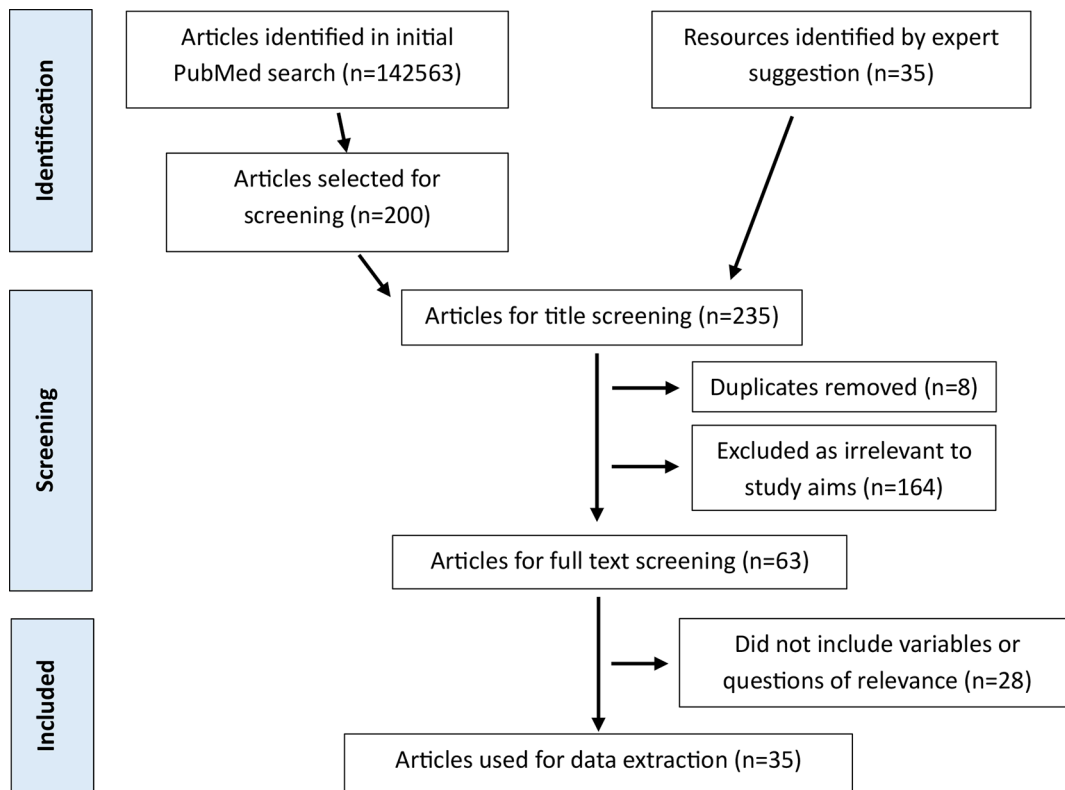 Identification
Articles identified in initial
PubMed search (n=142563)
Resources identified by expert
suggestion (n=35)
Articles selected for
screening (n=200)
Screening
Articles for title screening (n=235)
Duplicates removed (n=8)
Excluded as irrelevant to
study aims (n=164)
Articles for full text screening (n=63)
Included
Did not include variables or
questions of relevance (n=28)
Articles used for data extraction (n=35)